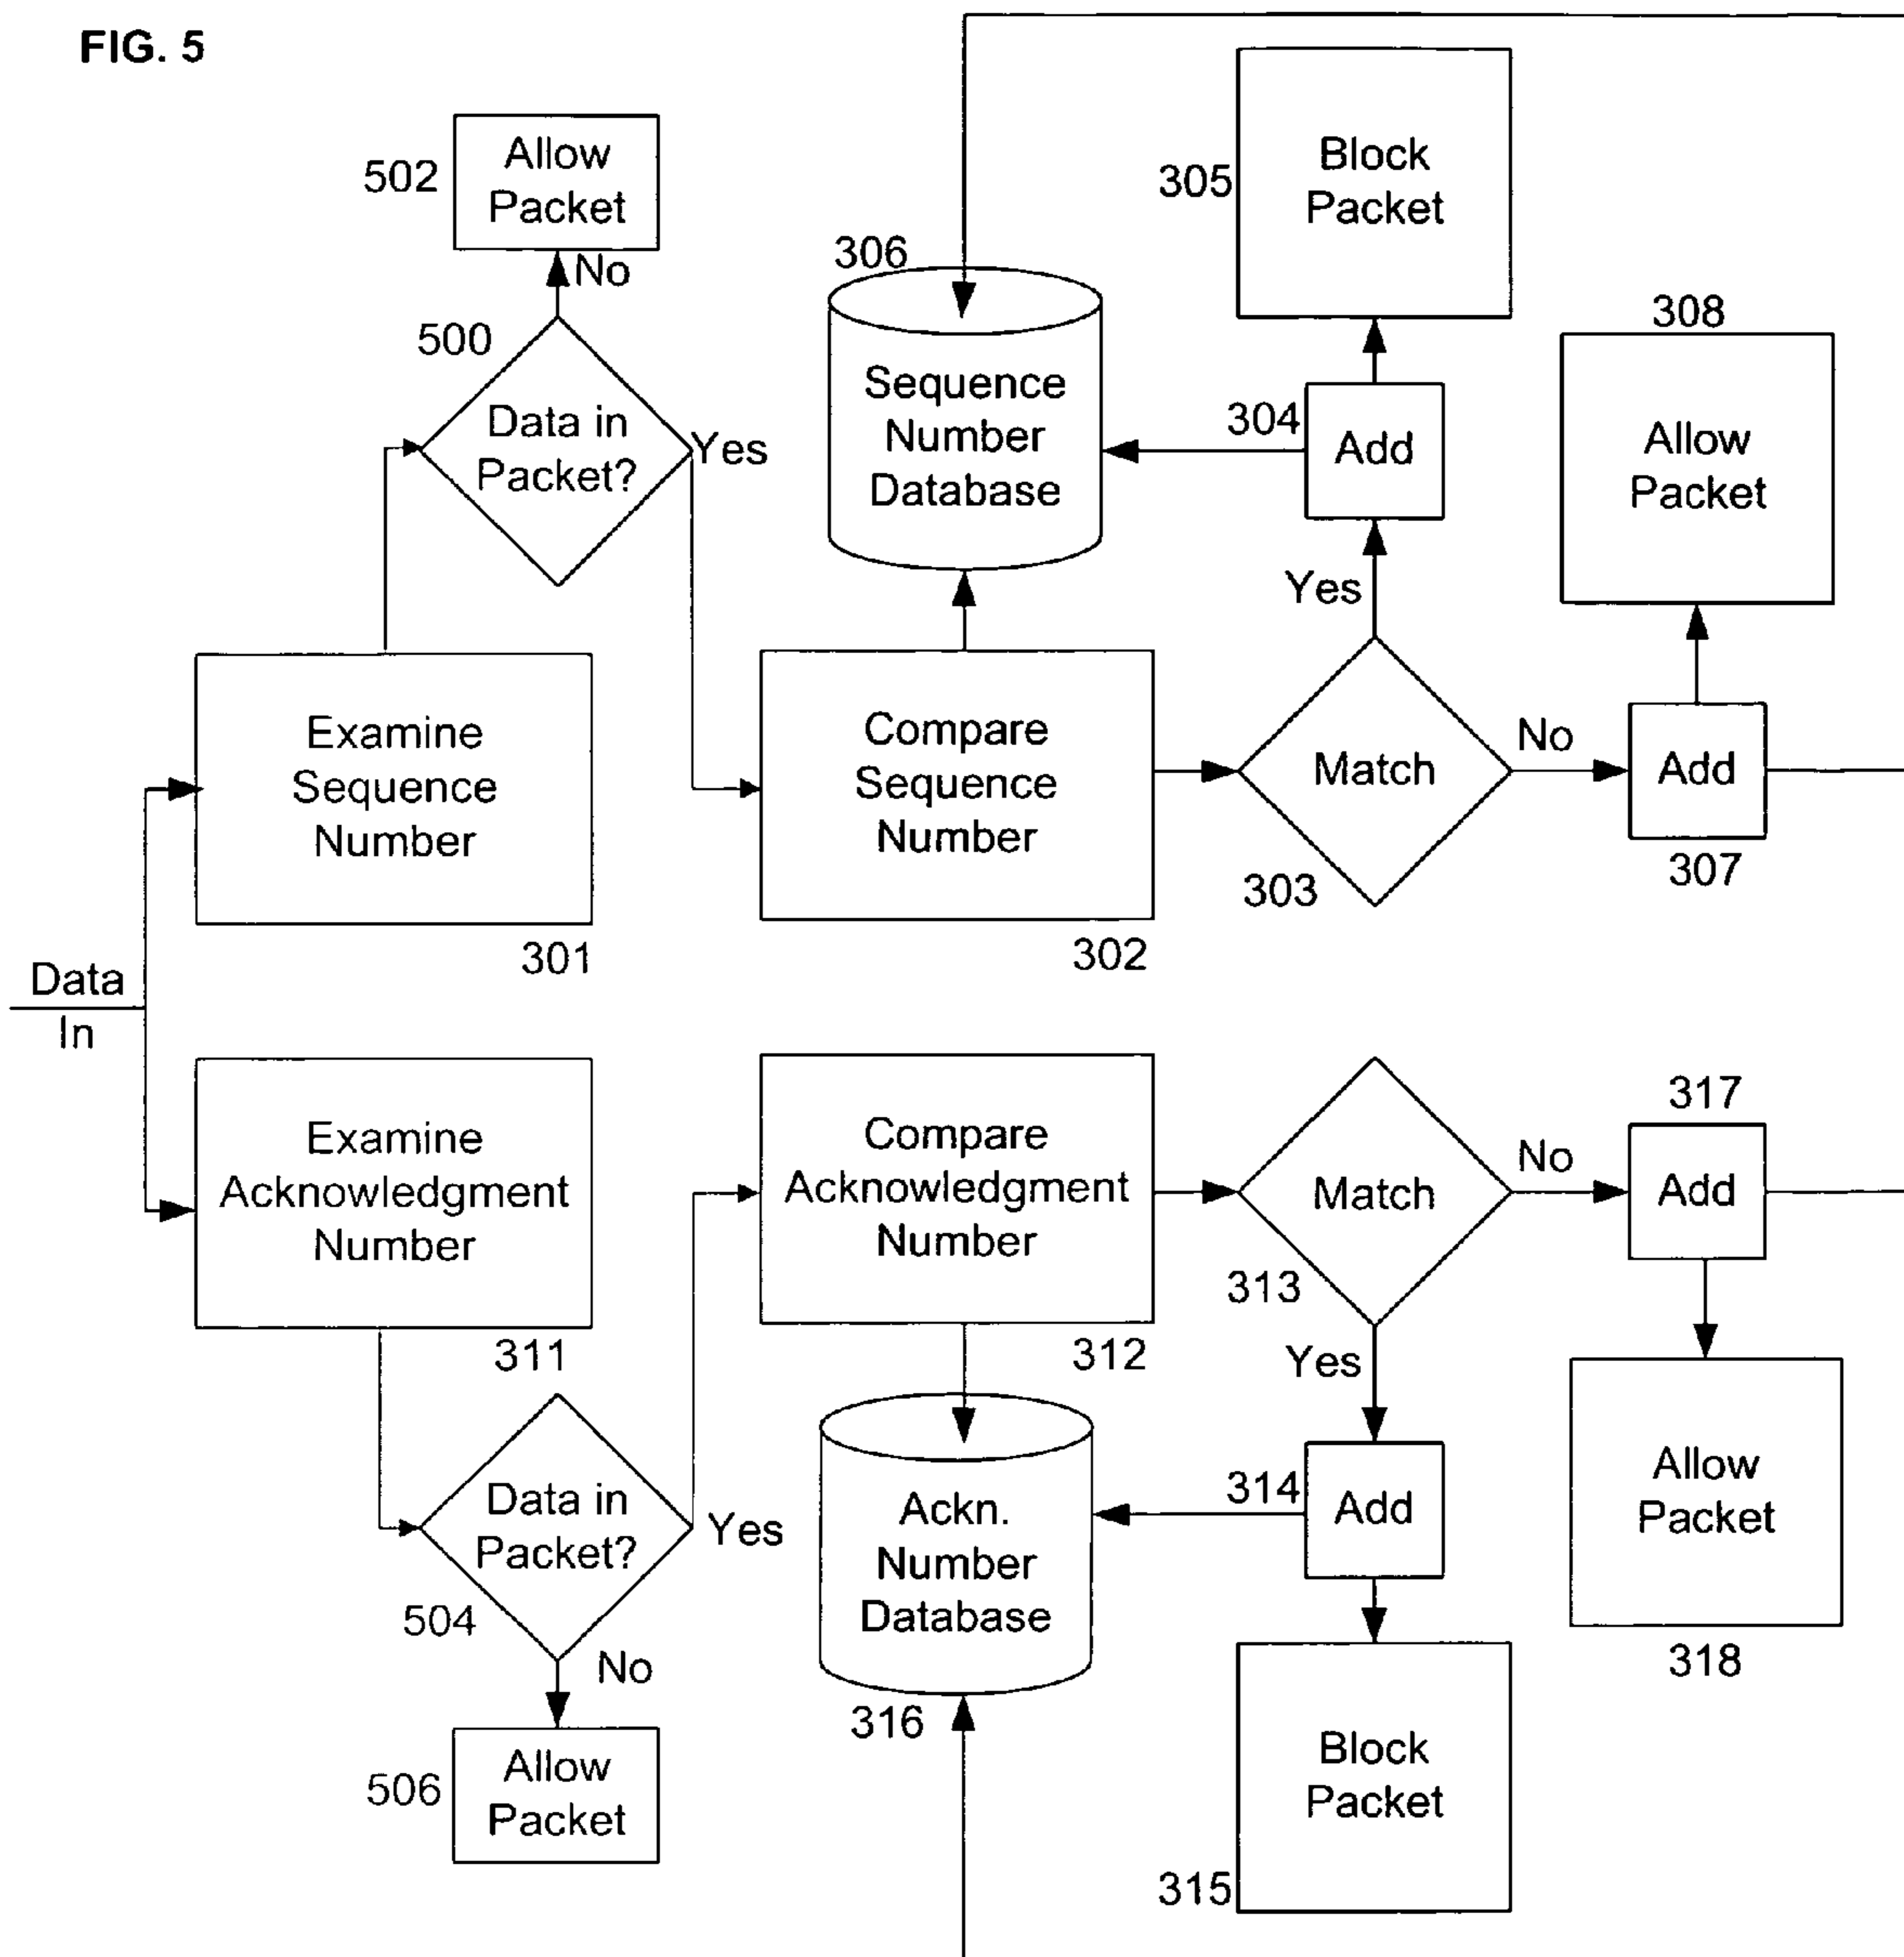 FIG. 5
502
Allow
Packet
No
500
Data in
Packet?
Yes
306
Sequence
Number
Database
305
Block
Packet
304
Add
Yes
308
Allow
Packet
Examine
Sequence
Number
301
Compare
Sequence
Number
302
Match
303
No
Add
307
Data
In
Examine
Acknowledgment
Number
311
Compare
Acknowledgment
Number
312
Match
313
No
317
Add
Yes
Data in
Packet?
Yes
504
No
506
Allow
Packet
Ackn.
Number
Database
316
314
Add
Allow
Packet
318
Block
Packet
315